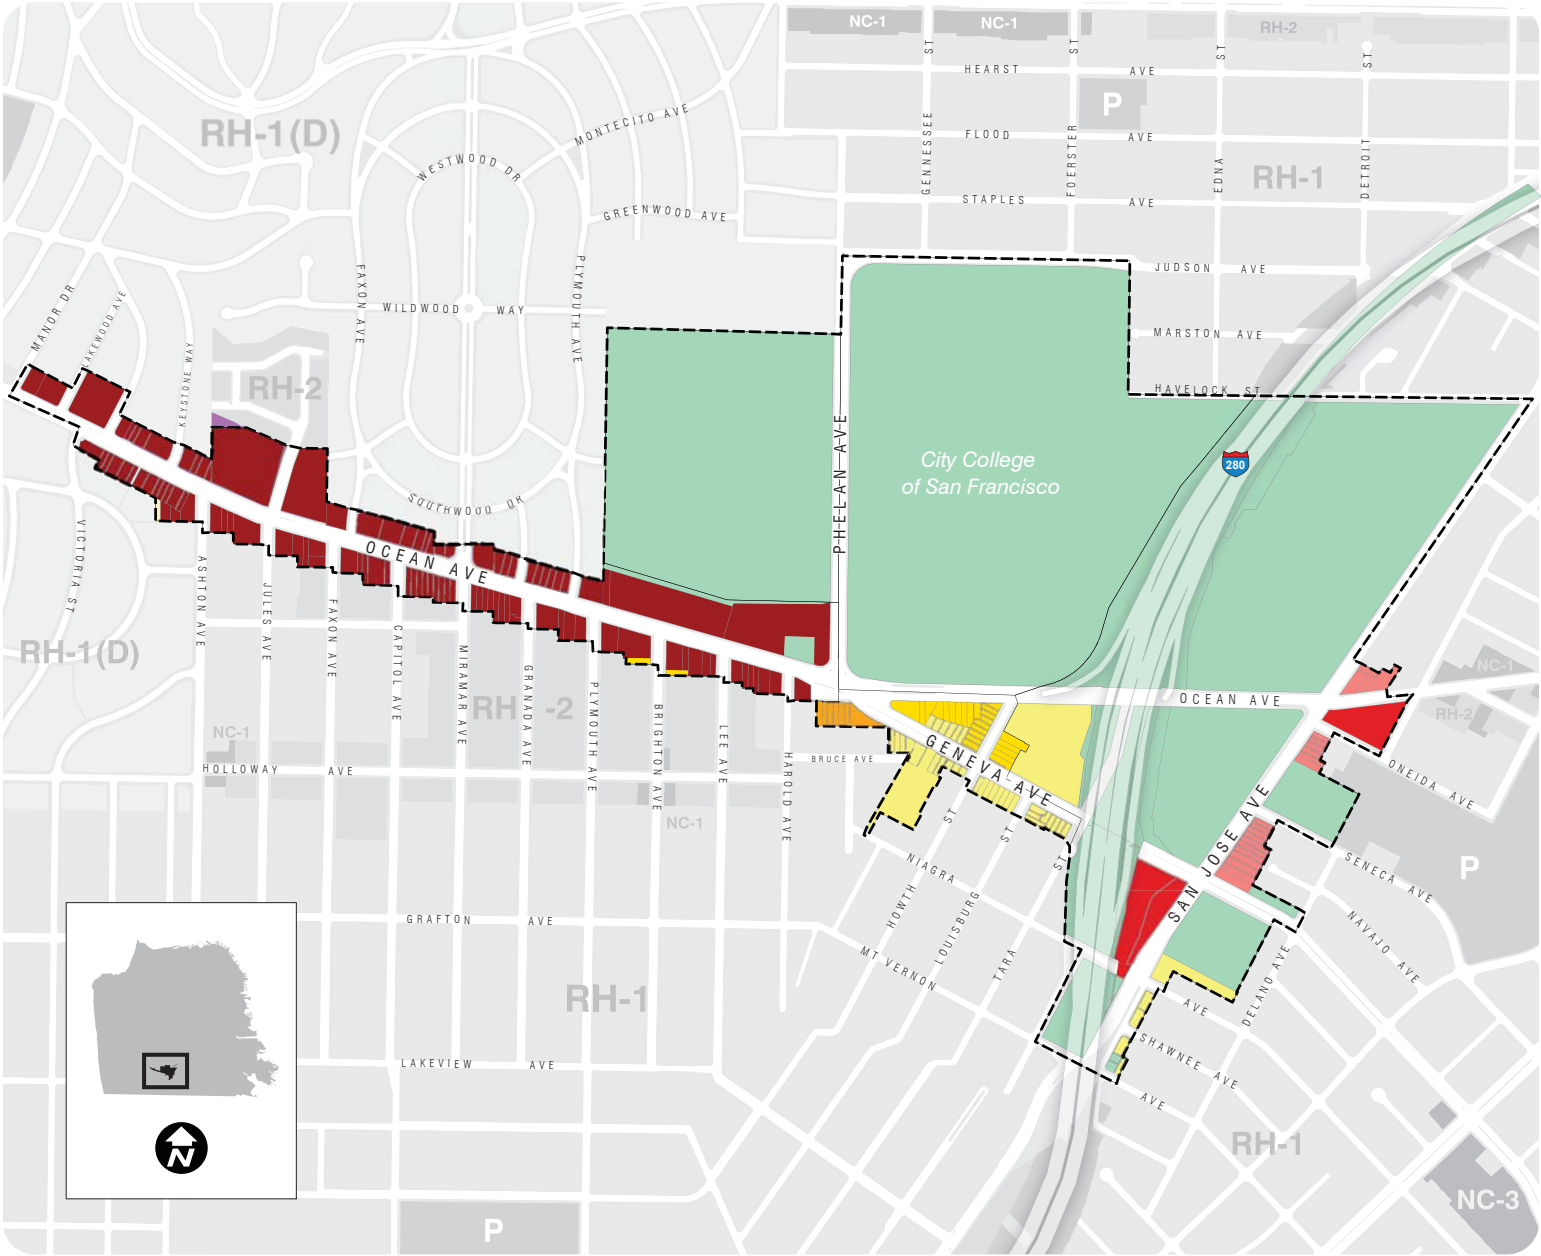 NC-1
NC-1
RH-2
ST
ST
ST
ST
HEARST AVE
P
RH-1(D)
MONTECITO AVE
FLOOD AVE
GENNESSEE
FOERSTER
EDNA
DETROIT
WESTWOOD DR
RH-1
STAPLES AVE
GREENWOOD AVE
JUDSON AVE
MANOR DR
LAKEWOOD AVE
KEYSTONE WAY
FAXON AVE
WILDWOOD WAY
PLYMOUTH AVE
MARSTON AVE
RH-2
HAVELOCK ST
PHELAN AVE
City College
of San Francisco
280
SOUTHWOOD DR
OCEAN AVE
VICTORIA ST
ASHTON AVE
JULES AVE
FAXON AVE
CAPITOL AVE
MIRAMAR AVE
GRANADA AVE
PLYMOUTH AVE
BRIGHTON AVE
LEE AVE
HAROLD AVE
RH-1(D)
RH -2
NC-1
OCEAN AVE
NC-1
RH-2
HOLLOWAY AVE
BRUCE AVE
GENEVA AVE
ONEIDA AVE
NC-1
ST
ST
ST
SAN JOSE AVE
SENECA AVE
P
NIAGRA
HOWTH
LOUISBURG
TARA
NAVAJO AVE
GRAFTON AVE
MT VERNON
DELANO AVE
AVE
RH-1
LAKEVIEW AVE
SHAWNEE AVE
AVE
N
RH-1
NC-3
P